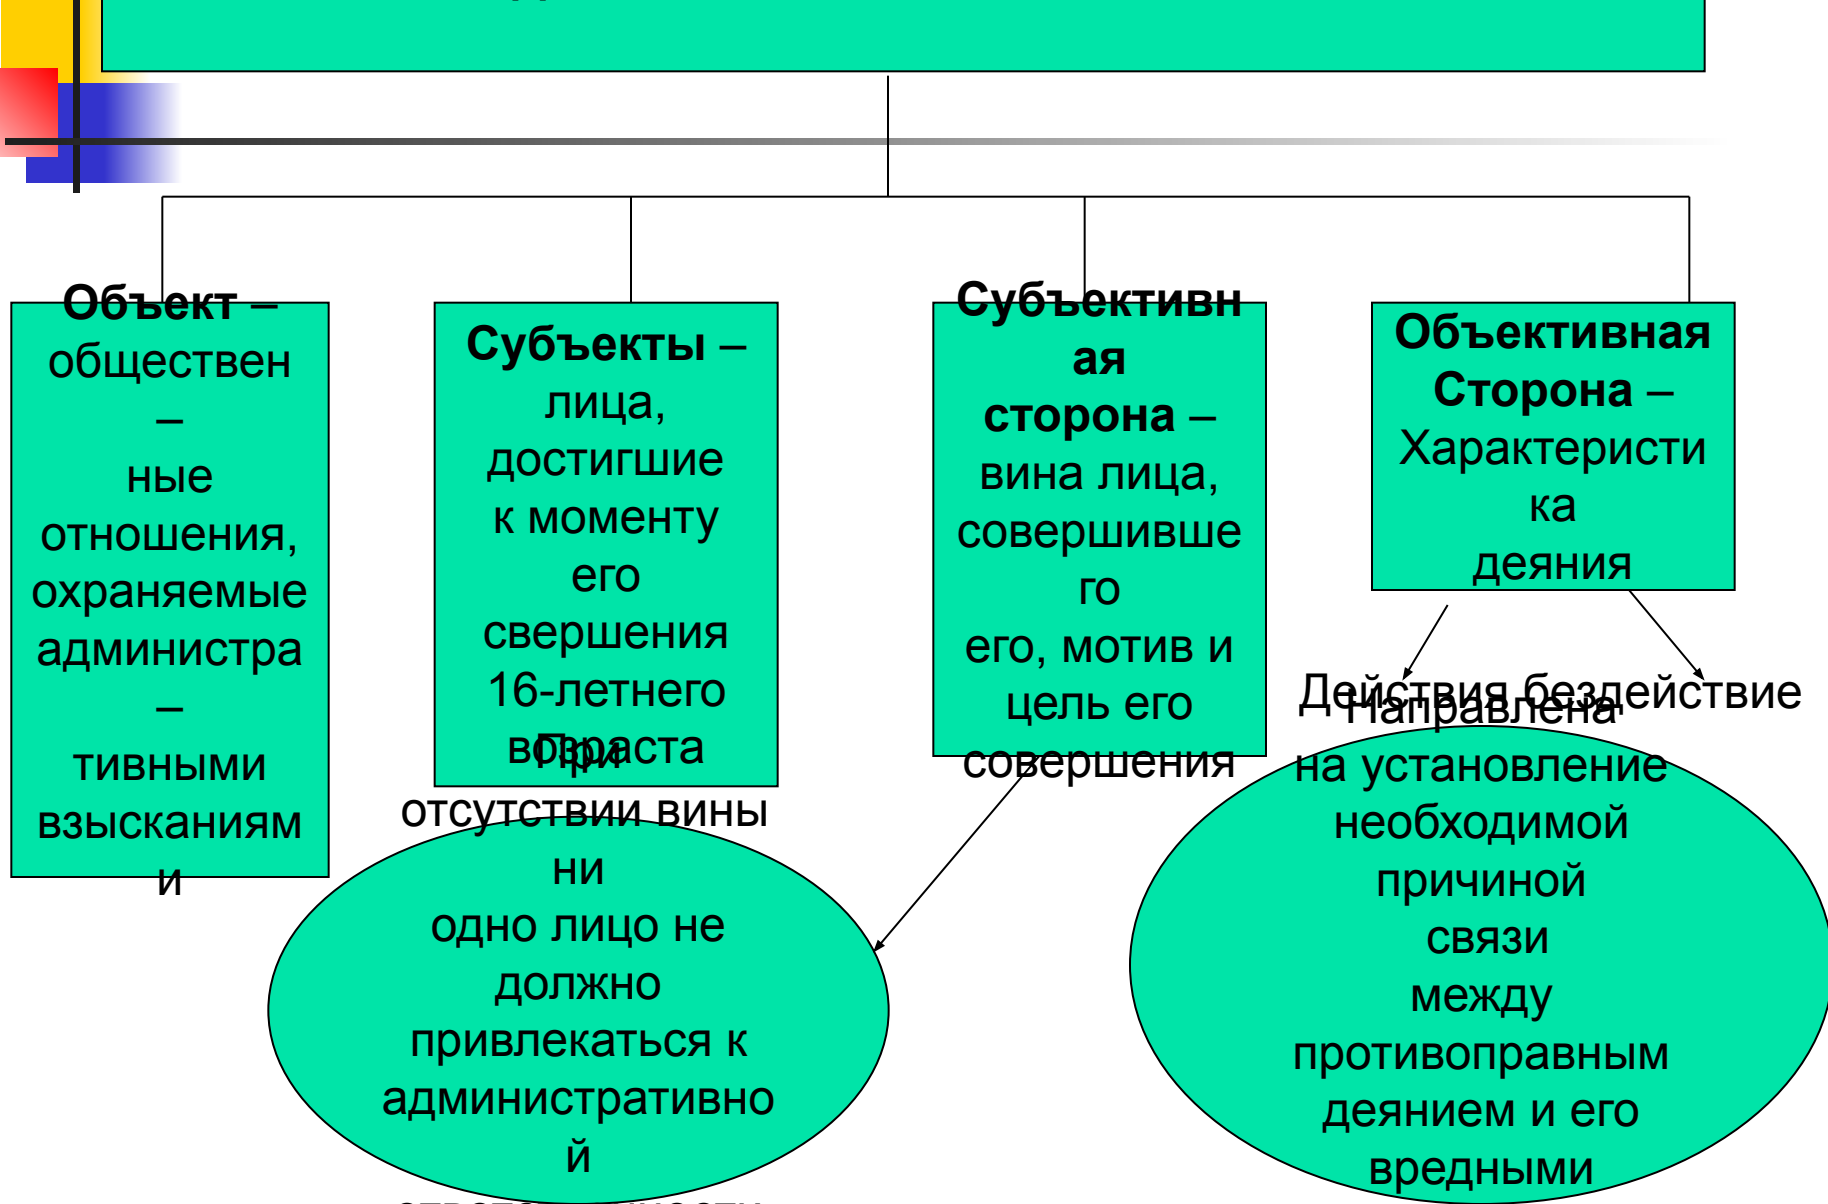 Объект –
обществен
–
ные
отношения,
охраняемые
администра
–
тивными
взысканиям
и
Субъекты –
лица,
достигшие
к моменту
его
свершения
16-летнего
возраста
Субъективн
ая
сторона –
вина лица,
совершивше
го
его, мотив и
цель его
совершения
Объективная
Сторона –
Характеристи
ка
деяния
Действия бездействие
При
отсутствии вины
ни
одно лицо не
должно
привлекаться к
административно
й
Направлена
на установление
необходимой
причиной
связи
между
противоправным
деянием и его
вредными